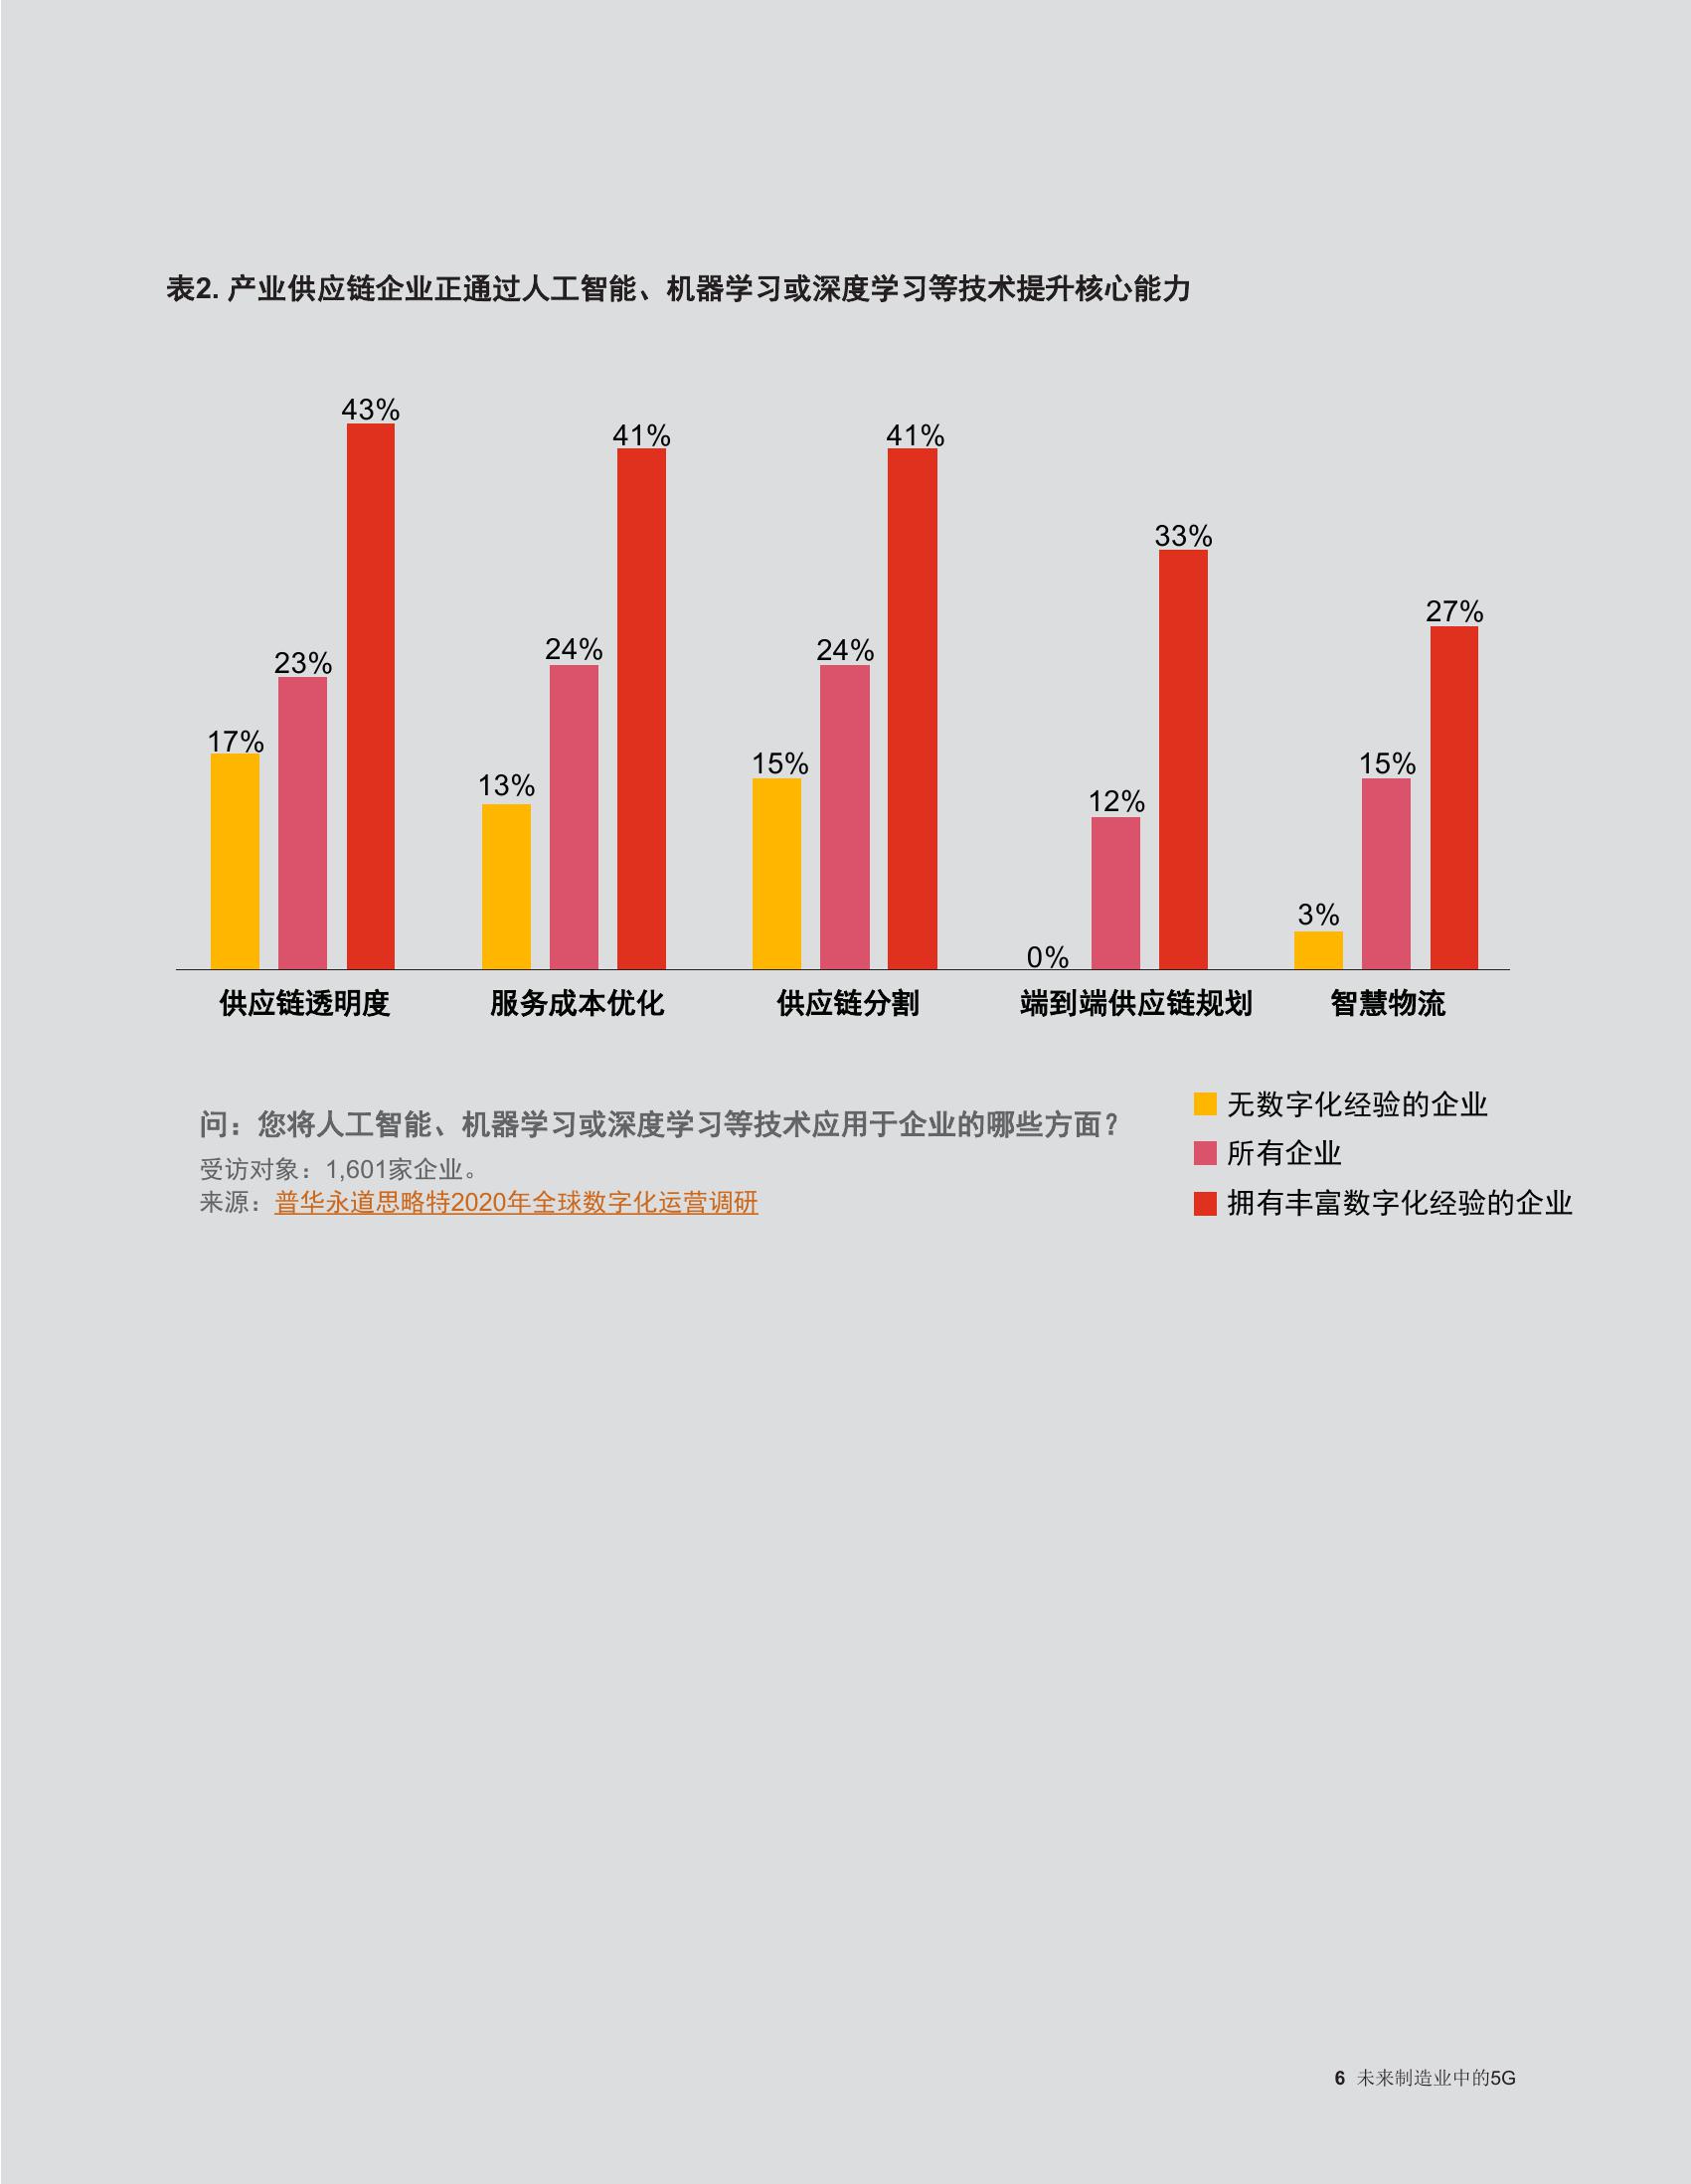 表2. 产业供应链企业正通过人工智能、机器学习或深度学习等技术提升核心能力
17%
23%
43%
13%
24%
41%
15%
24%
41%
0%
12%
33%
3%
15%
27%
供应链透明度
服务成本优化
供应链分割
端到端供应链规划
智慧物流
问：您将人工智能、机器学习或深度学习等技术应用于企业的哪些方面？
受访对象：1,601家企业。
来源：普华永道思略特2020年全球数字化运营调研
无数字化经验的企业
所有企业
拥有丰富数字化经验的企业
6 未来制造业中的5G